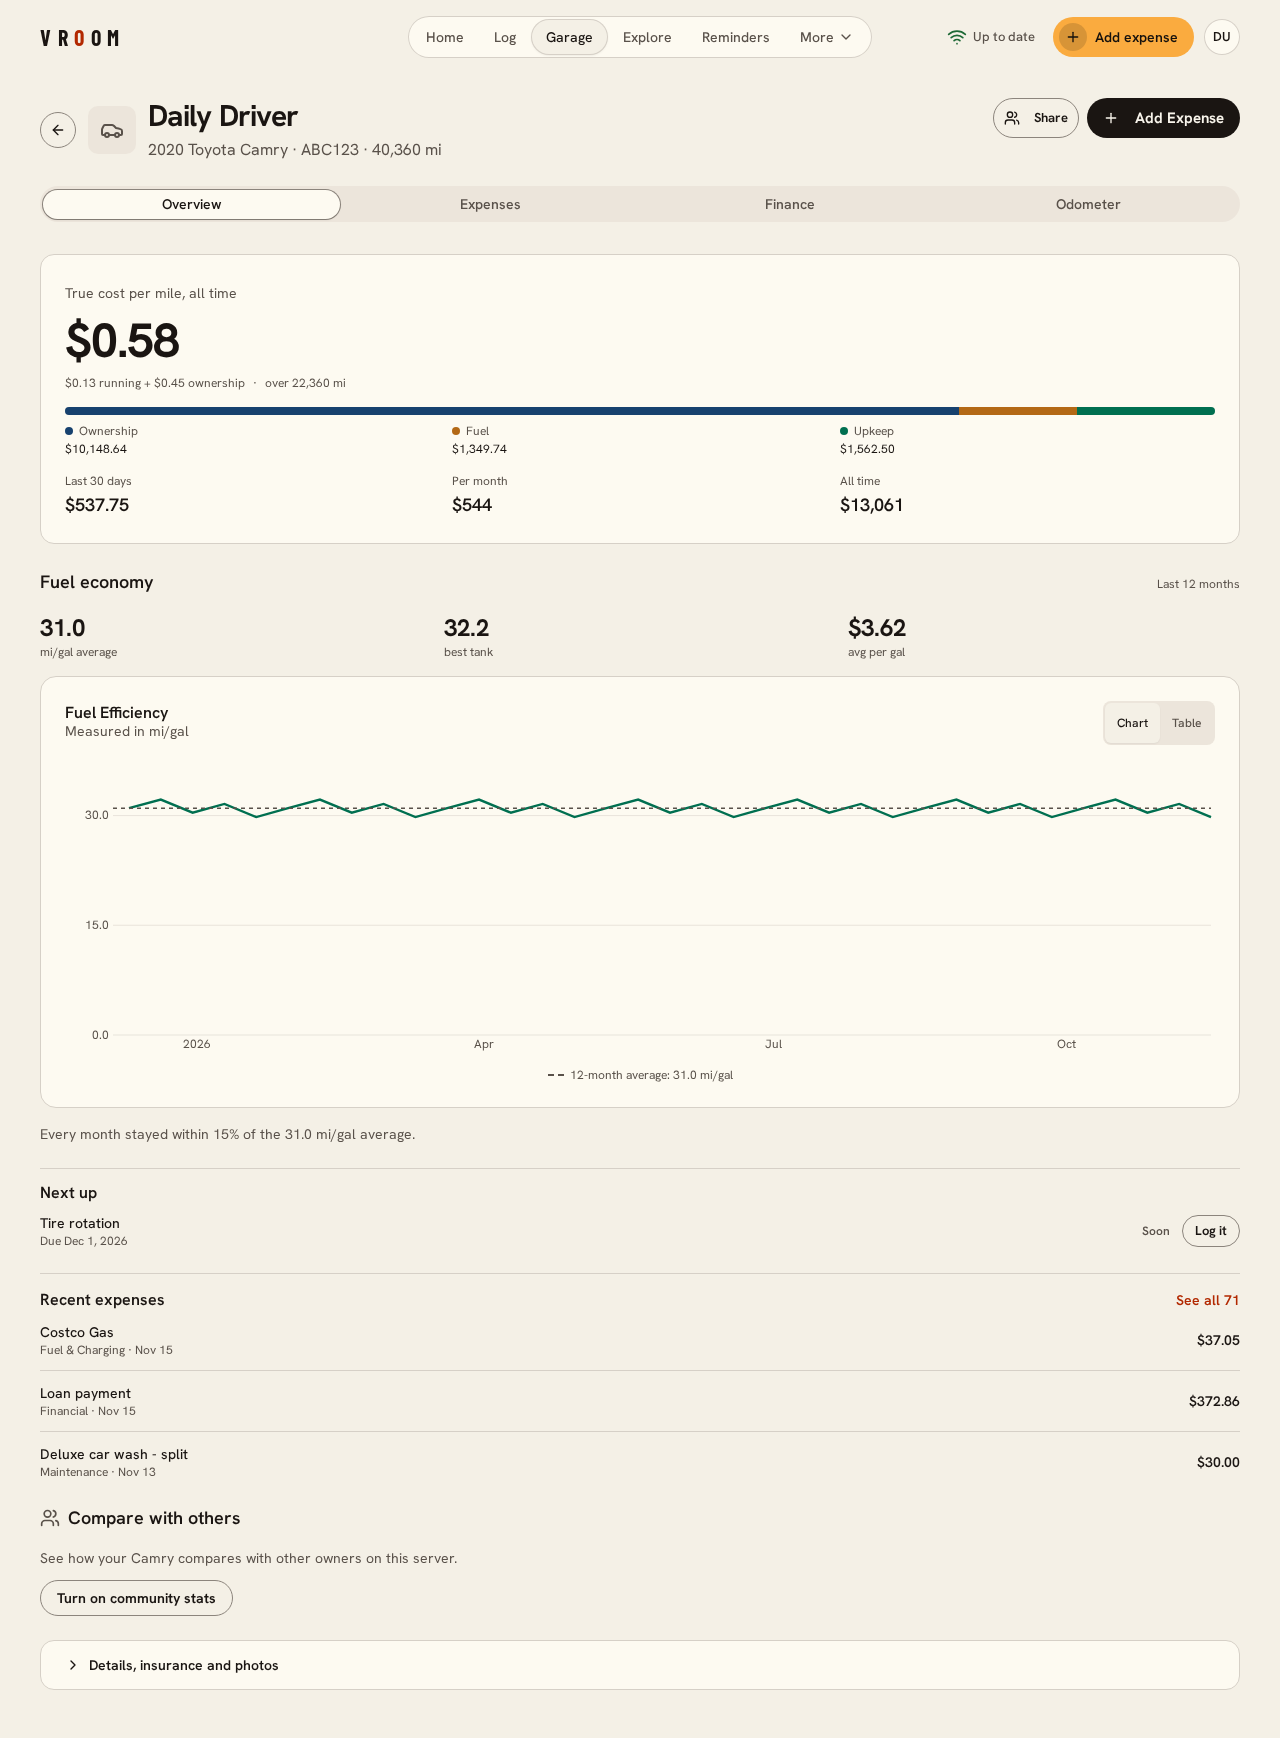 VROOM
Home
Log
Garage
Explore
Reminders
More
Up to date
Add expense
DU
Daily Driver
2020 Toyota Camry · ABC123 · 40,360 mi
Share
Add Expense
Overview
Expenses
Finance
Odometer
True cost per mile, all time
$0.58
$0.13 running + $0.45 ownership · over 22,360 mi
Ownership
$10,148.64
Fuel
$1,349.74
Upkeep
$1,562.50
Last 30 days
$537.75
Per month
$544
All time
$13,061
Fuel economy
Last 12 months
31.0
mi/gal average
32.2
best tank
$3.62
avg per gal
Fuel Efficiency
Measured in mi/gal
Chart
Table
30.0
15.0
0.0
2026
Apr
Jul
Oct
12-month average: 31.0 mi/gal
Every month stayed within 15% of the 31.0 mi/gal average.
Next up
Tire rotation
Due Dec 1, 2026
Soon
Log it
Recent expenses
See all 71
Costco Gas
Fuel & Charging · Nov 15
$37.05
Loan payment
Financial · Nov 15
$372.86
Deluxe car wash - split
Maintenance · Nov 13
$30.00
Compare with others
See how your Camry compares with other owners on this server.
Turn on community stats
Details, insurance and photos